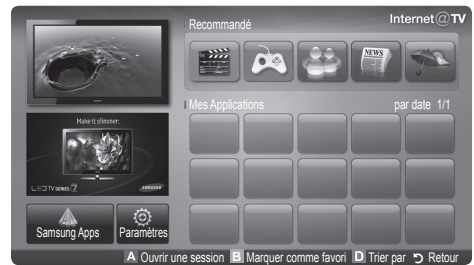 Internet@TV
Recommandé
NEWS
Mes Applications par date 1/1
Make it slimmer.
LED TV SERIES 7
SAMSUNG
Samsung Apps Paramètres
A Ouvrir une session B Marquer comme favori D Trier par Retour